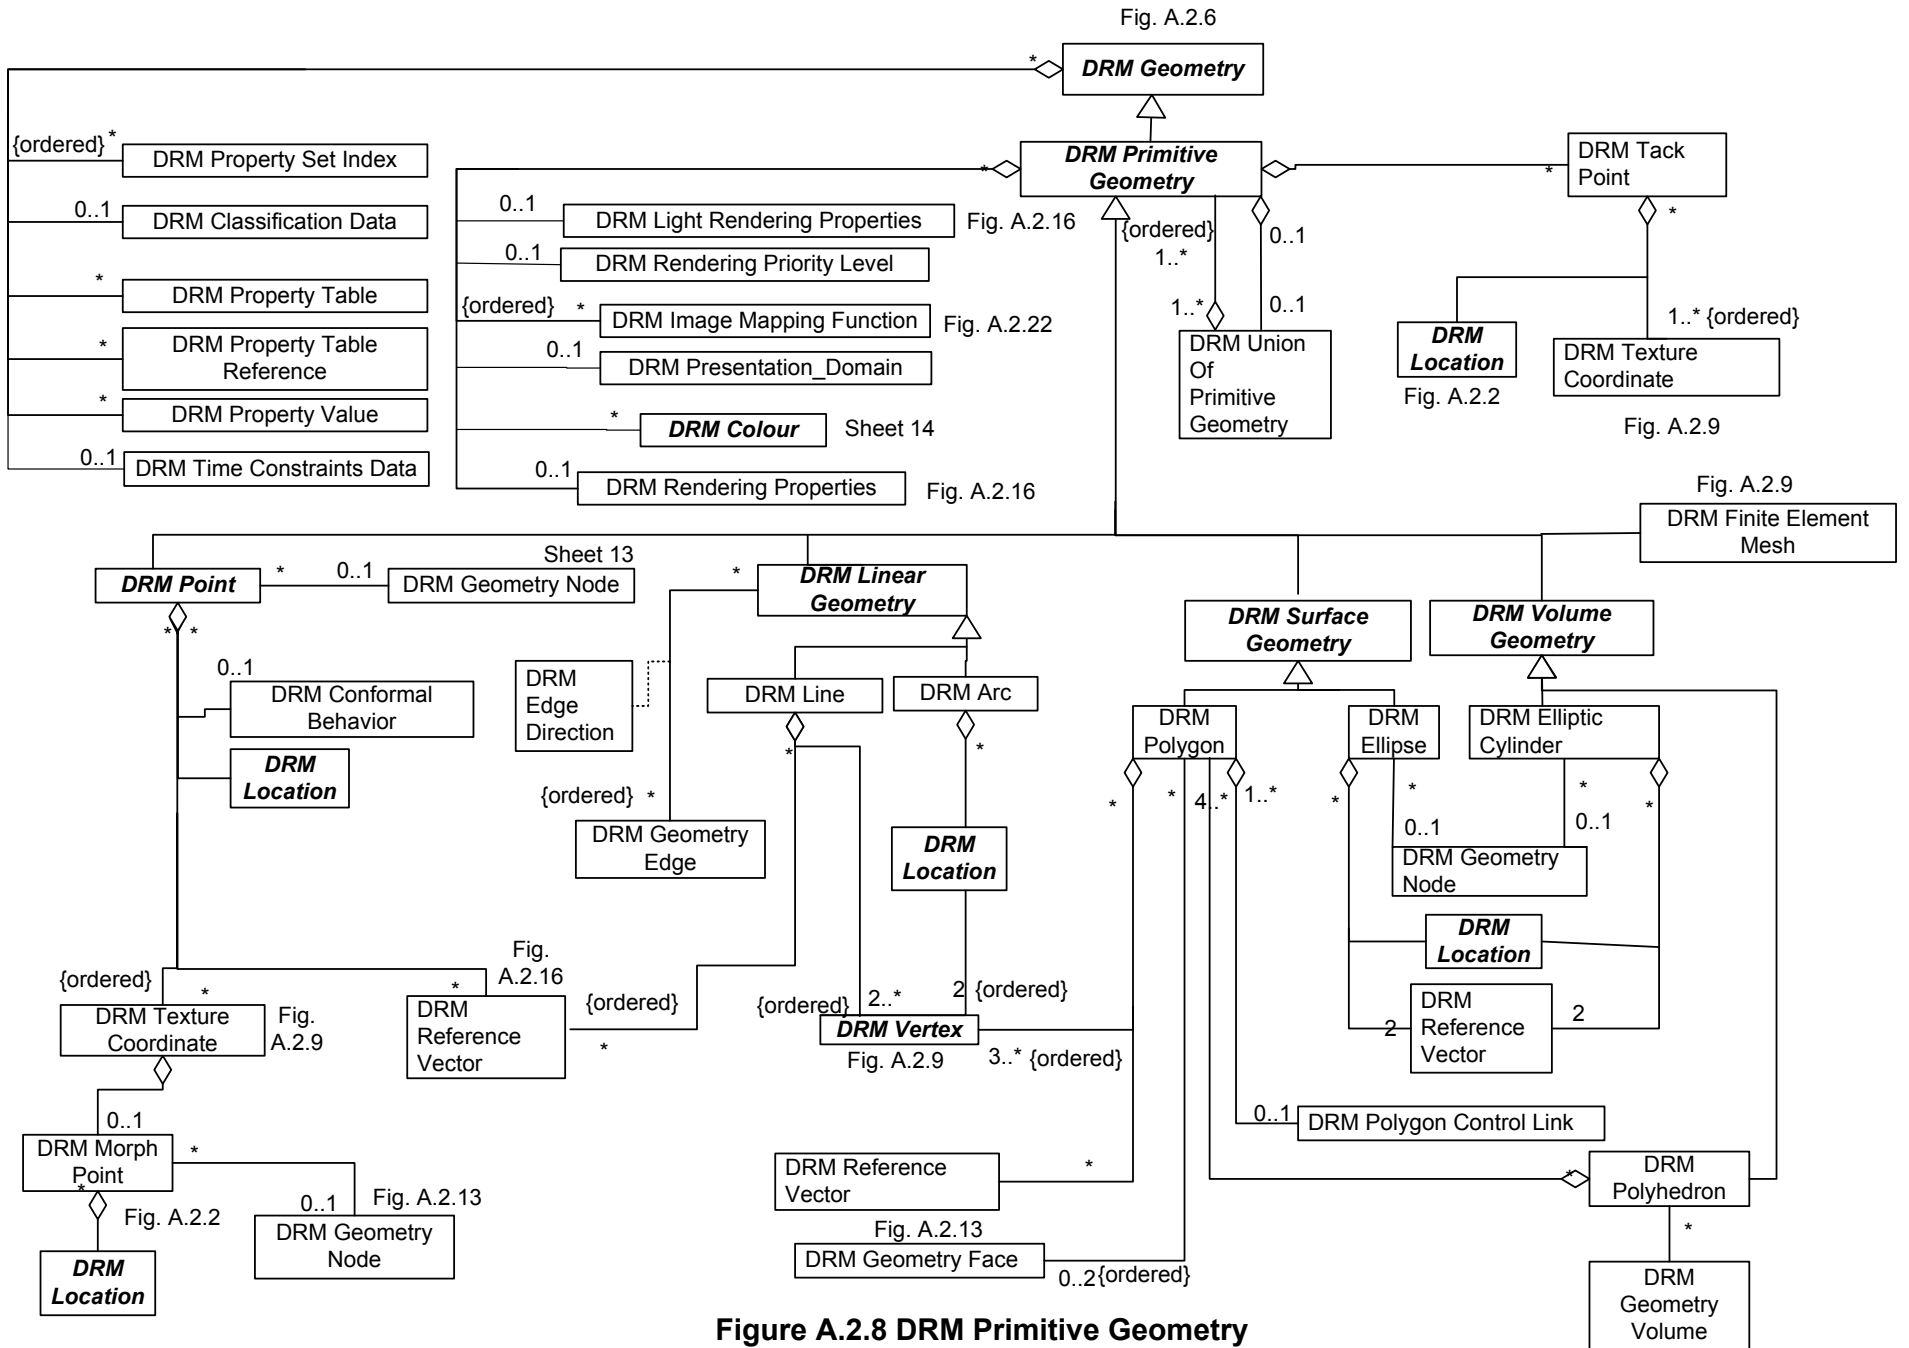 Fig. A.2.6
*
DRM Geometry
{ordered} *
DRM Property Set Index
0..1
DRM Classification Data
*
DRM Property Table
*
DRM Property Table
Reference
*
DRM Property Value
0..1
DRM Time Constraints Data
*
DRM Primitive
Geometry
0..1
DRM Light Rendering Properties
Fig. A.2.16
0..1
DRM Rendering Priority Level
{ordered} *
DRM Image Mapping Function
Fig. A.2.22
0..1
DRM Presentation_Domain
*
DRM Colour
Sheet 14
0..1
DRM Rendering Properties
Fig. A.2.16
{ordered}
1..*
1..*
0..1
0..1
DRM Union
Of
Primitive
Geometry
*
DRM Tack
Point
*
DRM
Location
Fig. A.2.2
1..* {ordered}
DRM Texture
Coordinate
Fig. A.2.9
Fig. A.2.9
DRM Finite Element
Mesh
DRM Point
*
0..1
Sheet 13
DRM Geometry Node
* *
0..1
DRM Conformal
Behavior
DRM
Location
{ordered}
*
DRM Texture
Coordinate
Fig.
A.2.9
0..1
DRM Morph
Point
*
*
0..1
Fig. A.2.13
DRM Geometry
Node
Fig. A.2.2
DRM
Location
Fig.
A.2.16
*
DRM
Reference
Vector
{ordered}
*
*
DRM Linear
Geometry
DRM
Edge
Direction
{ordered} *
DRM Geometry
Edge
DRM Line
*
DRM Arc
*
DRM
Location
{ordered}
2..*
2 {ordered}
DRM Vertex
Fig. A.2.9
3..* {ordered}
DRM Surface
Geometry
DRM Volume
Geometry
DRM
Polygon
*
*
4..*
1..*
DRM
Ellipse
*
*
0..1
DRM Elliptic
Cylinder
*
*
0..1
DRM Geometry
Node
DRM
Location
2
DRM
Reference
Vector
2
0..1
DRM Polygon Control Link
DRM Reference
Vector
*
Fig. A.2.13
DRM Geometry Face
0..2 {ordered}
*
DRM
Polyhedron
*
DRM
Geometry
Volume
Figure A.2.8 DRM Primitive Geometry